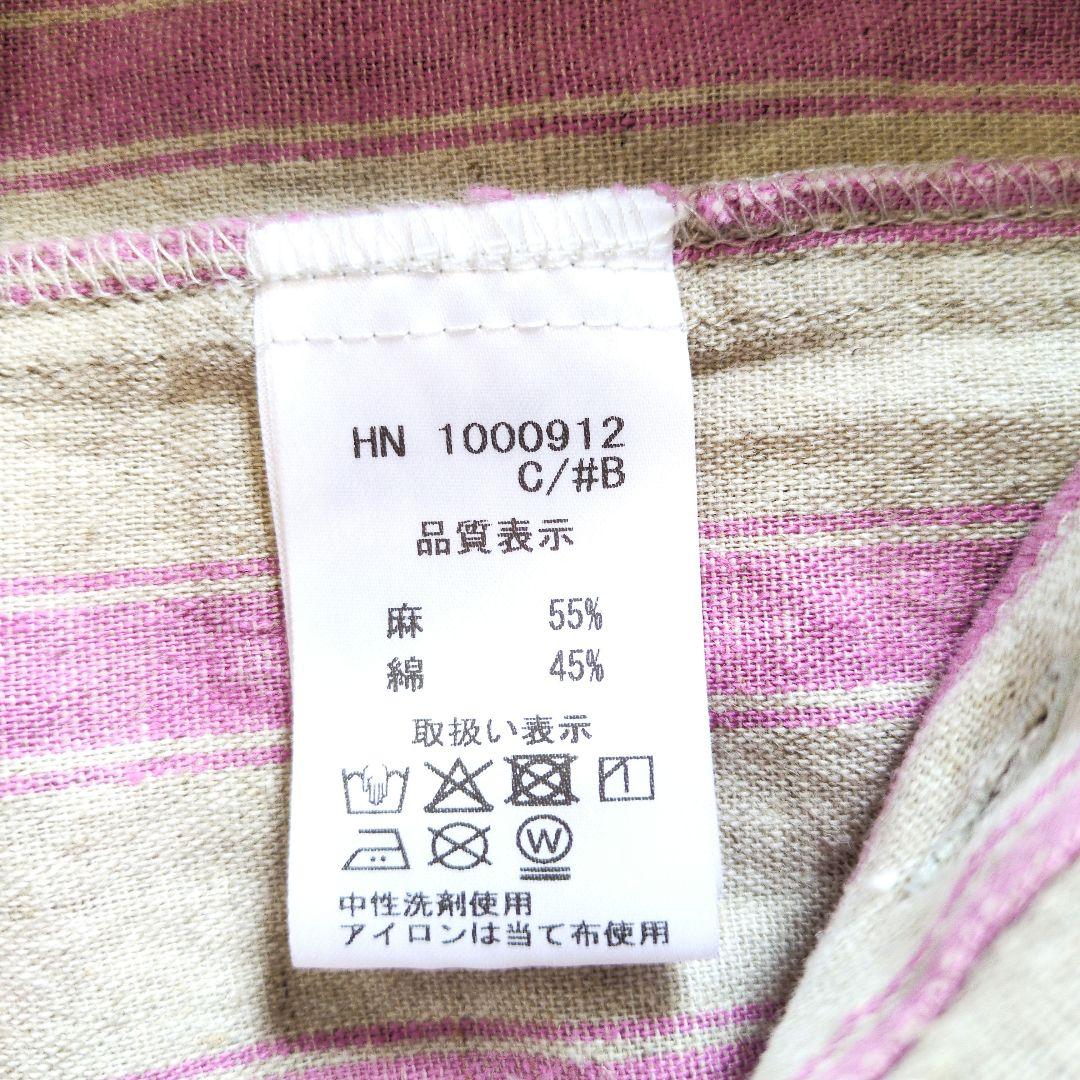 HN 1000912
C/#B
品質表示
麻 55%
綿 45%
取扱い表示
W
中性洗剤使用
アイロンは当て布使用